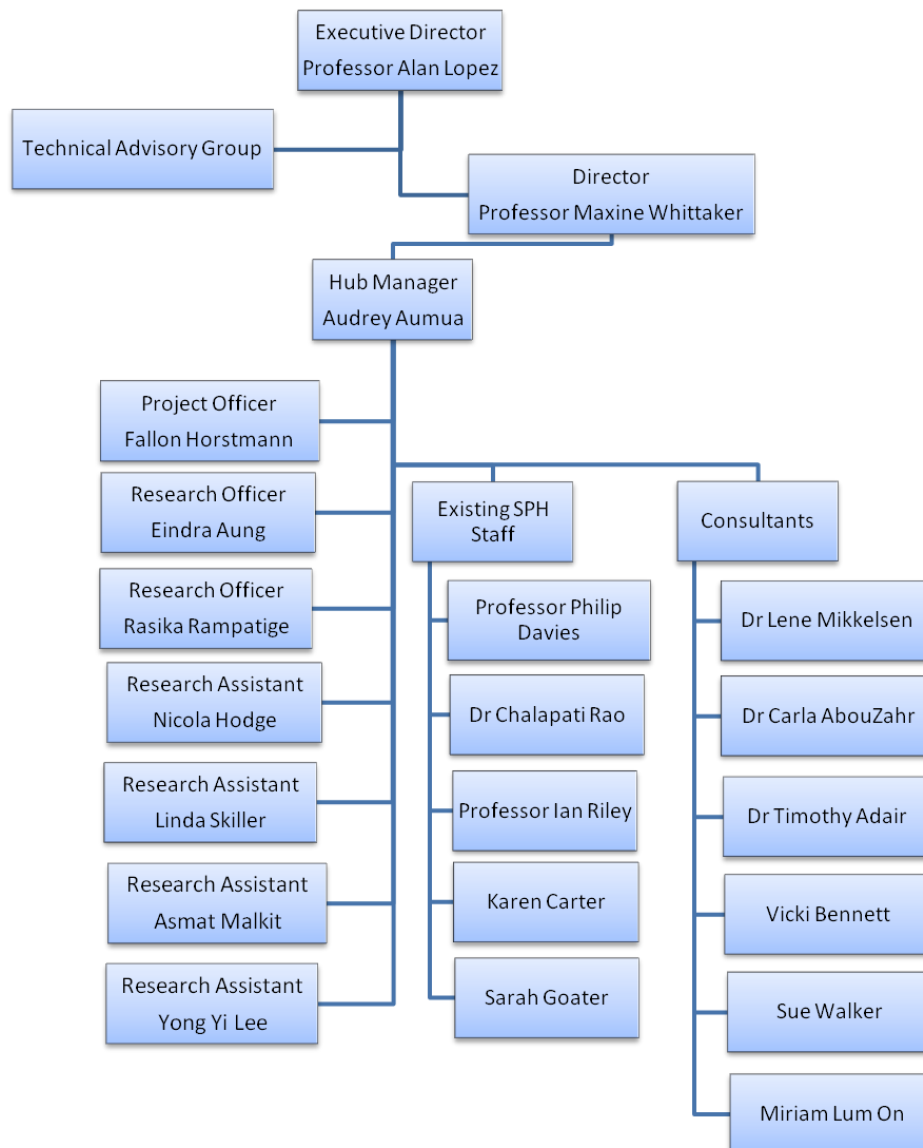 Executive Director
Professor Alan Lopez
Technical Advisory Group
Director
Professor Maxine Whittaker
Hub Manager
Audrey Aumua
Project Officer
Fallon Horstmann
Research Officer
Eindra Aung
Research Officer
Rasika Rampatige
Research Assistant
Nicola Hodge
Research Assistant
Linda Skiller
Research Assistant
Asmat Malkit
Research Assistant
Yong Yi Lee
Existing SPH
Staff
Professor Philip
Davies
Dr Chalapati Rao
Professor Ian Riley
Karen Carter
Sarah Goater
Consultants
Dr Lene Mikkelsen
Dr Carla AbouZahr
Dr Timothy Adair
Vicki Bennett
Sue Walker
Miriam Lum On